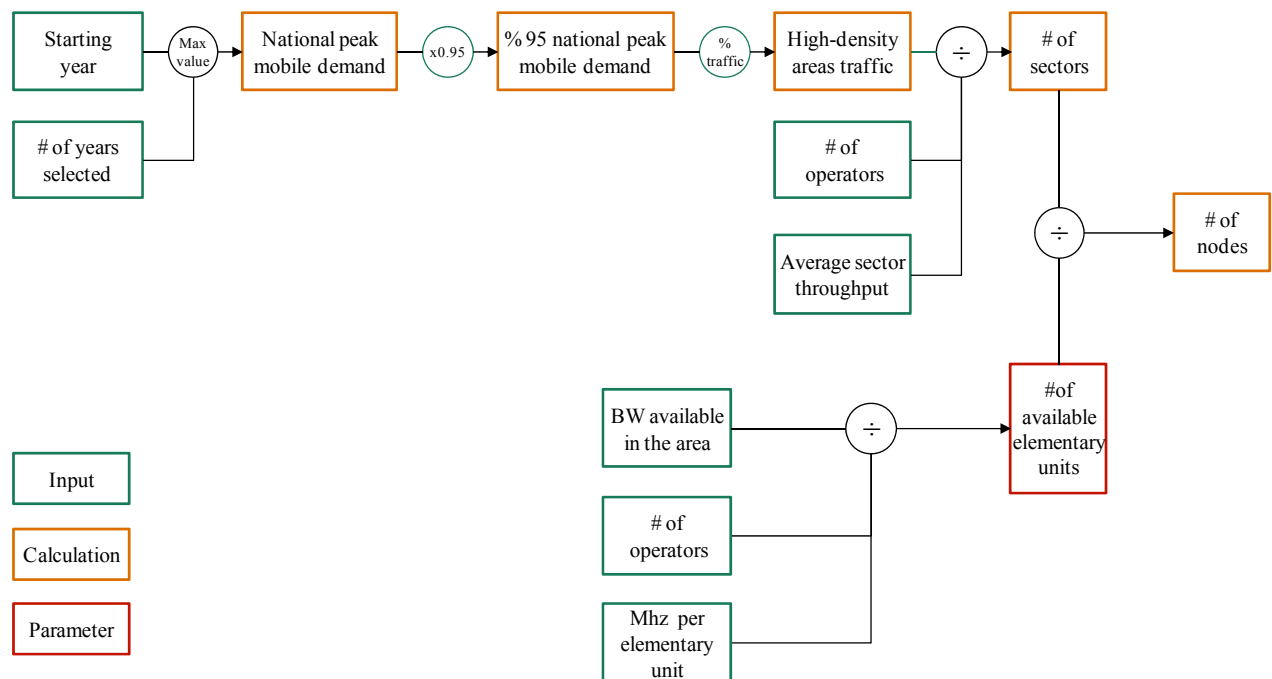 Starting
year
Max
value
National peak
mobile demand
x0.95
% 95 national peak
mobile demand
%
traffic
High-density
areas traffic
÷
# of
sectors
# of years
selected
# of
operators
Average sector
throughput
÷
# of
nodes
BW available
in the area
÷
#of
available
elementary
units
# of
operators
Mhz per
elementary
unit
Input
Calculation
Parameter